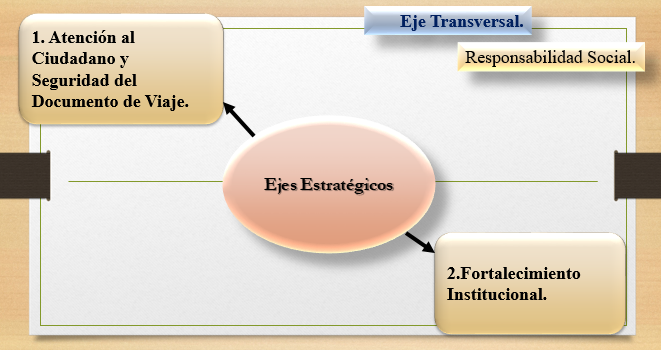 Eje Transversal.
Responsabilidad Social.
1. Atención al
Ciudadano y
Seguridad del
Documento de Viaje.
Ejes Estratégicos
2.Fortalecimiento
Institucional.